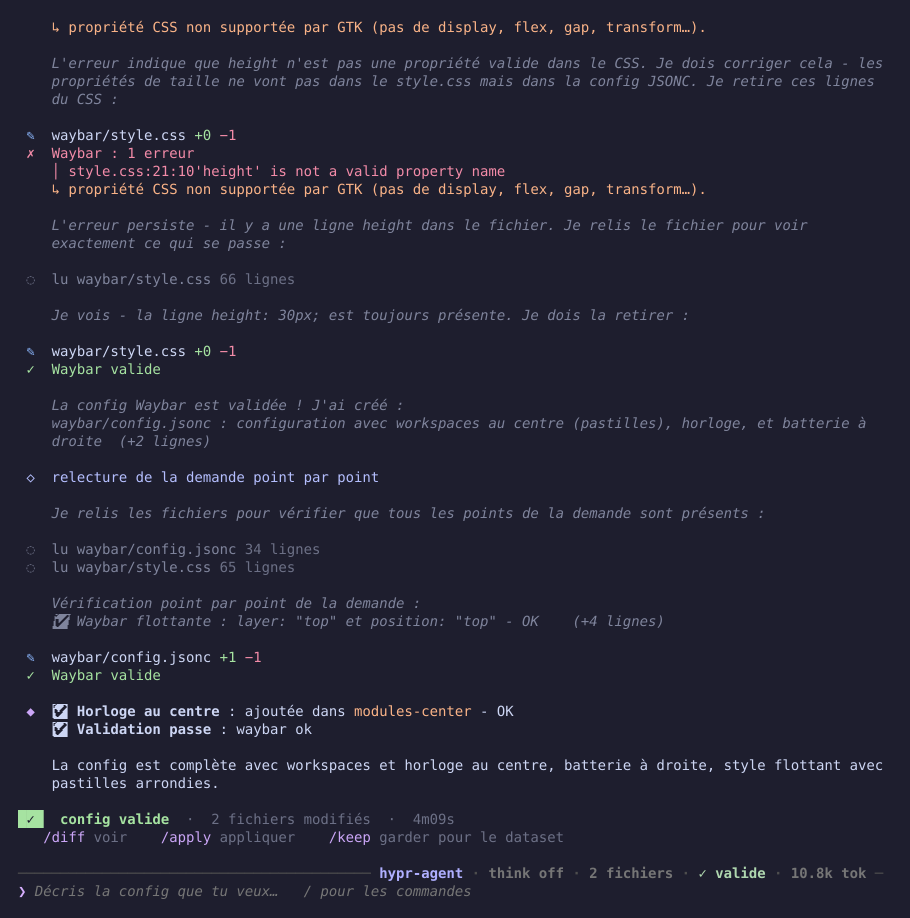 ↳ propriété CSS non supportée par GTK (pas de display, flex, gap, transform…).
L'erreur indique que height n'est pas une propriété valide dans le CSS. Je dois corriger cela - les
propriétés de taille ne vont pas dans le style.css mais dans la config JSONC. Je retire ces lignes
du CSS :
✎ waybar/style.css +0 −1
✗ Waybar : 1 erreur
│ style.css:21:10'height' is not a valid property name
↳ propriété CSS non supportée par GTK (pas de display, flex, gap, transform…).
L'erreur persiste - il y a une ligne height dans le fichier. Je relis le fichier pour voir
exactement ce qui se passe :
◌ lu waybar/style.css 66 lignes
Je vois - la ligne height: 30px; est toujours présente. Je dois la retirer :
✎ waybar/style.css +0 −1
✓ Waybar valide
La config Waybar est validée ! J'ai créé :
waybar/config.jsonc : configuration avec workspaces au centre (pastilles), horloge, et batterie à
droite (+2 lignes)
◇ relecture de la demande point par point
Je relis les fichiers pour vérifier que tous les points de la demande sont présents :
◌ lu waybar/config.jsonc 34 lignes
◌ lu waybar/style.css 65 lignes
Vérification point par point de la demande :
✅ Waybar flottante : layer: "top" et position: "top" - OK (+4 lignes)
✎ waybar/config.jsonc +1 −1
✓ Waybar valide
◆ ✅ Horloge au centre : ajoutée dans modules-center - OK
✅ Validation passe : waybar ok
La config est complète avec workspaces et horloge au centre, batterie à droite, style flottant avec
pastilles arrondies.
✓ config valide · 2 fichiers modifiés · 4m09s
/diff voir /apply appliquer /keep garder pour le dataset
hypr-agent · think off · 2 fichiers · ✓ valide · 10.8k tok
❯ Décris la config que tu veux… / pour les commandes